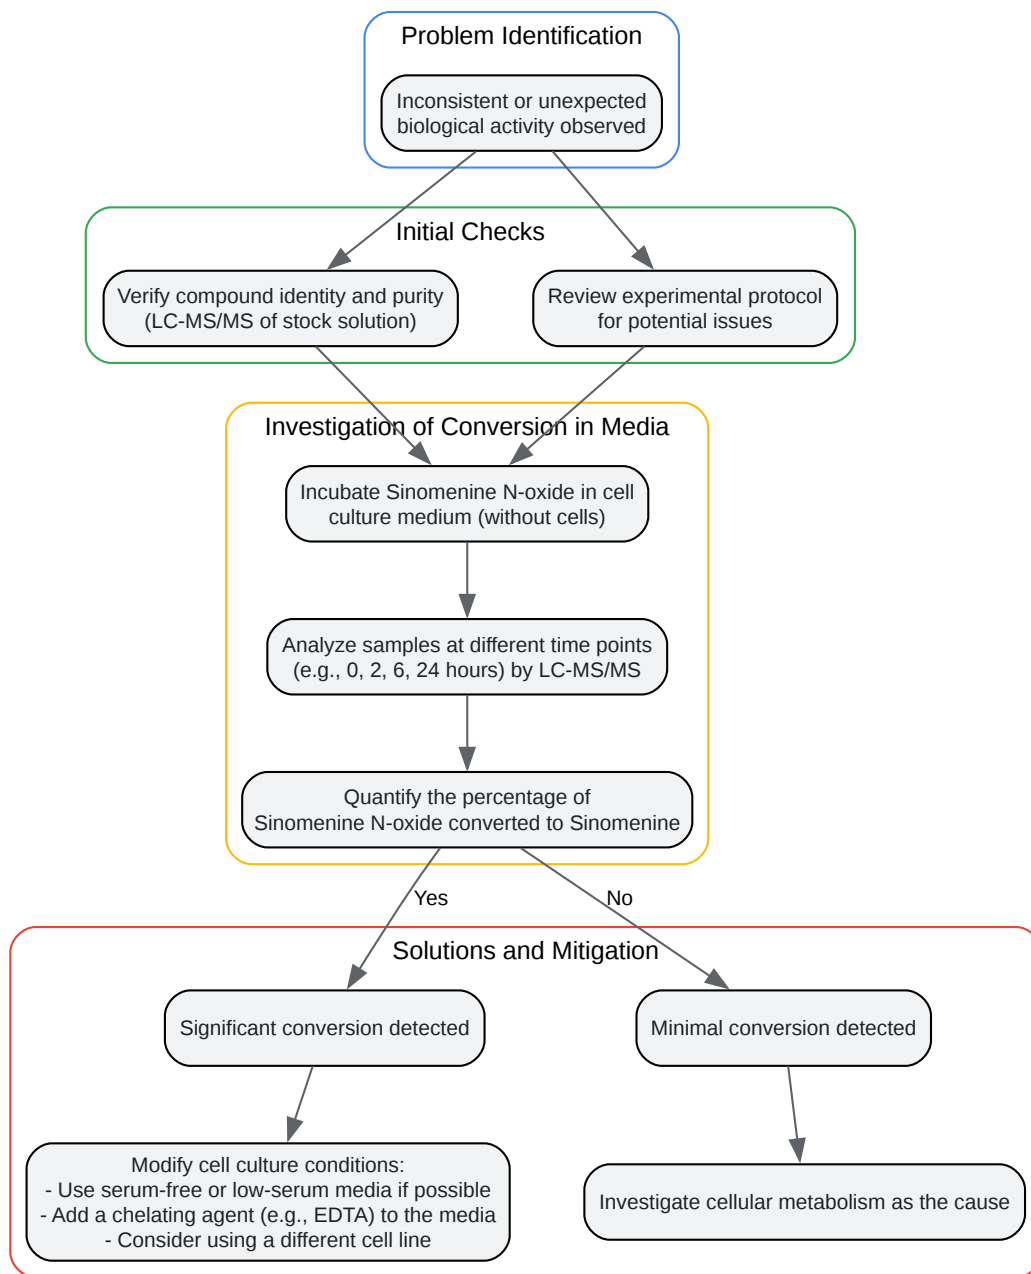 Problem Identification
Inconsistent or unexpected
biological activity observed
Initial Checks
Verify compound identity and purity
(LC-MS/MS of stock solution)
Review experimental protocol
for potential issues
Investigation of Conversion in Media
Incubate Sinomenine N-oxide in cell
culture medium (without cells)
Analyze samples at different time points
(e.g., 0, 2, 6, 24 hours) by LC-MS/MS
Quantify the percentage of
Sinomenine N-oxide converted to Sinomenine
Yes
No
Solutions and Mitigation
Significant conversion detected
Minimal conversion detected
Modify cell culture conditions:
- Use serum-free or low-serum media if possible
- Add a chelating agent (e.g., EDTA) to the media
- Consider using a different cell line
Investigate cellular metabolism as the cause